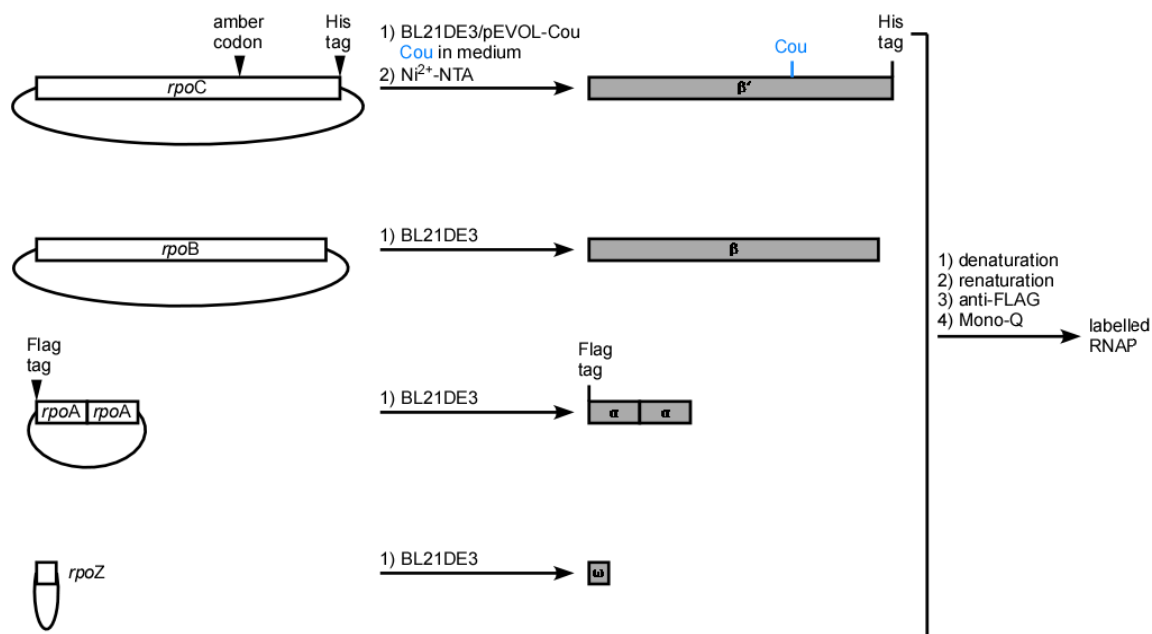 amber
codon
His
tag
1) BL21DE3/pEVOL-Cou
Cou in medium
2) Ni²⁺-NTA
rpoC
Cou
His
tag
β′
rpoB
1) BL21DE3
β
1) denaturation
2) renaturation
3) anti-FLAG
4) Mono-Q
labelled
RNAP
Flag
tag
rpoA rpoA
1) BL21DE3
Flag
tag
α α
rpoZ
1) BL21DE3
ω